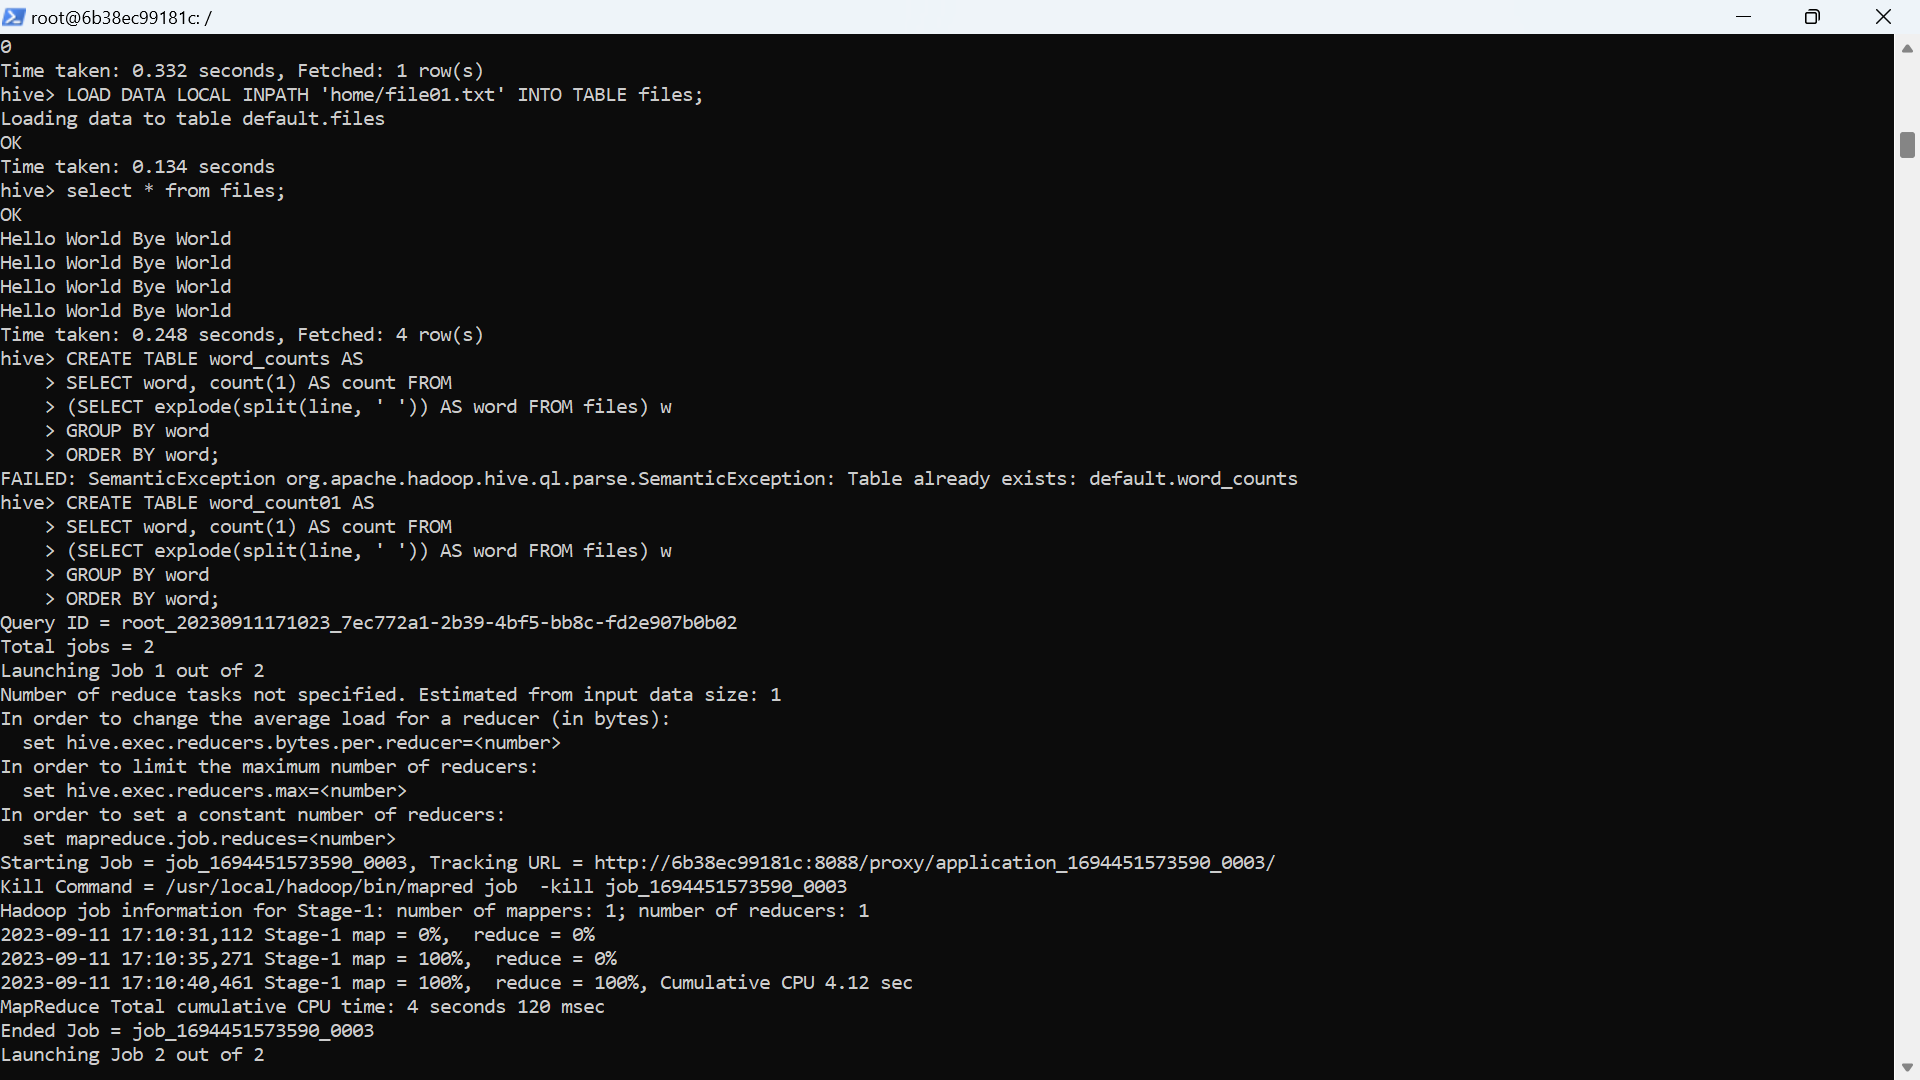 root@6b38ec99181c: /
0
Time taken: 0.332 seconds, Fetched: 1 row(s)
hive> LOAD DATA LOCAL INPATH 'home/file01.txt' INTO TABLE files;
Loading data to table default.files
OK
Time taken: 0.134 seconds
hive> select * from files;
OK
Hello World Bye World
Hello World Bye World
Hello World Bye World
Hello World Bye World
Time taken: 0.248 seconds, Fetched: 4 row(s)
hive> CREATE TABLE word_counts AS
    > SELECT word, count(1) AS count FROM
    > (SELECT explode(split(line, ' ')) AS word FROM files) w
    > GROUP BY word
    > ORDER BY word;
FAILED: SemanticException org.apache.hadoop.hive.ql.parse.SemanticException: Table already exists: default.word_counts
hive> CREATE TABLE word_count01 AS
    > SELECT word, count(1) AS count FROM
    > (SELECT explode(split(line, ' ')) AS word FROM files) w
    > GROUP BY word
    > ORDER BY word;
Query ID = root_20230911171023_7ec772a1-2b39-4bf5-bb8c-fd2e907b0b02
Total jobs = 2
Launching Job 1 out of 2
Number of reduce tasks not specified. Estimated from input data size: 1
In order to change the average load for a reducer (in bytes):
  set hive.exec.reducers.bytes.per.reducer=<number>
In order to limit the maximum number of reducers:
  set hive.exec.reducers.max=<number>
In order to set a constant number of reducers:
  set mapreduce.job.reduces=<number>
Starting Job = job_1694451573590_0003, Tracking URL = http://6b38ec99181c:8088/proxy/application_1694451573590_0003/
Kill Command = /usr/local/hadoop/bin/mapred job  -kill job_1694451573590_0003
Hadoop job information for Stage-1: number of mappers: 1; number of reducers: 1
2023-09-11 17:10:31,112 Stage-1 map = 0%,  reduce = 0%
2023-09-11 17:10:35,271 Stage-1 map = 100%,  reduce = 0%
2023-09-11 17:10:40,461 Stage-1 map = 100%,  reduce = 100%, Cumulative CPU 4.12 sec
MapReduce Total cumulative CPU time: 4 seconds 120 msec
Ended Job = job_1694451573590_0003
Launching Job 2 out of 2